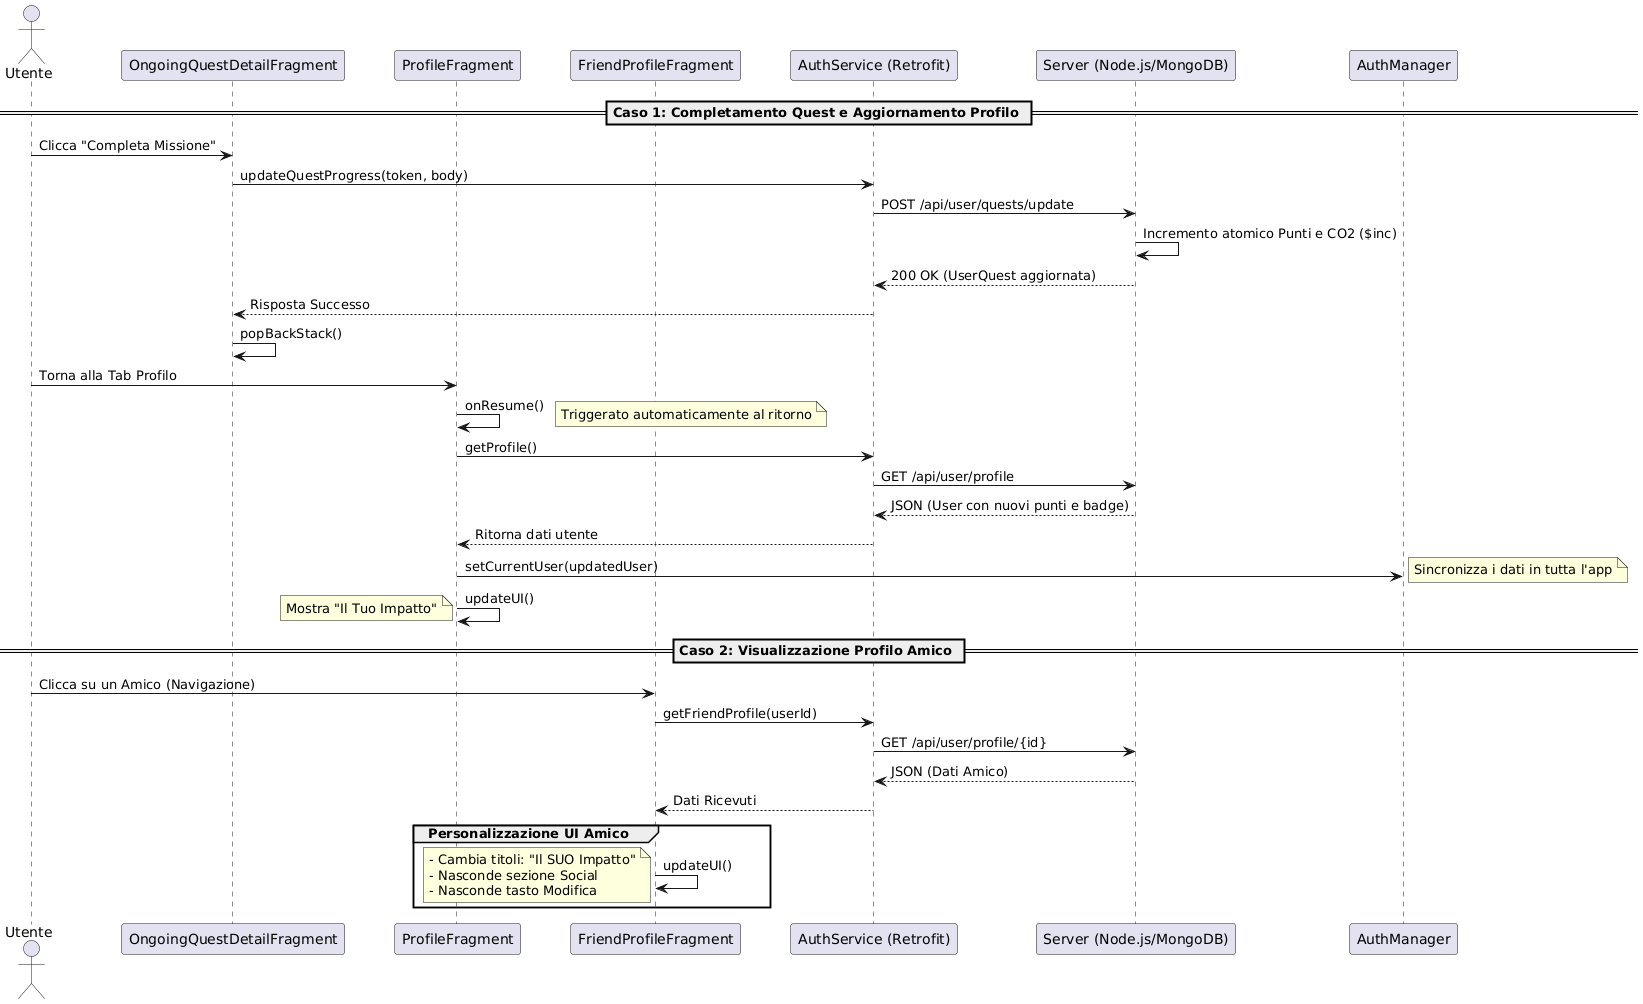 Utente
OngoingQuestDetailFragment
ProfileFragment
FriendProfileFragment
AuthService (Retrofit)
Server (Node.js/MongoDB)
AuthManager
Caso 1: Completamento Quest e Aggiornamento Profilo
Clicca "Completa Missione"
updateQuestProgress(token, body)
POST /api/user/quests/update
Incremento atomico Punti e CO2 ($inc)
200 OK (UserQuest aggiornata)
Risposta Successo
popBackStack()
Torna alla Tab Profilo
onResume()
Triggerato automaticamente al ritorno
getProfile()
GET /api/user/profile
JSON (User con nuovi punti e badge)
Ritorna dati utente
setCurrentUser(updatedUser)
Sincronizza i dati in tutta l'app
updateUI()
Mostra "Il Tuo Impatto"
Caso 2: Visualizzazione Profilo Amico
Clicca su un Amico (Navigazione)
getFriendProfile(userId)
GET /api/user/profile/{id}
JSON (Dati Amico)
Dati Ricevuti
Personalizzazione UI Amico
- Cambia titoli: "Il SUO Impatto"
- Nasconde sezione Social
- Nasconde tasto Modifica
updateUI()
Utente
OngoingQuestDetailFragment
ProfileFragment
FriendProfileFragment
AuthService (Retrofit)
Server (Node.js/MongoDB)
AuthManager